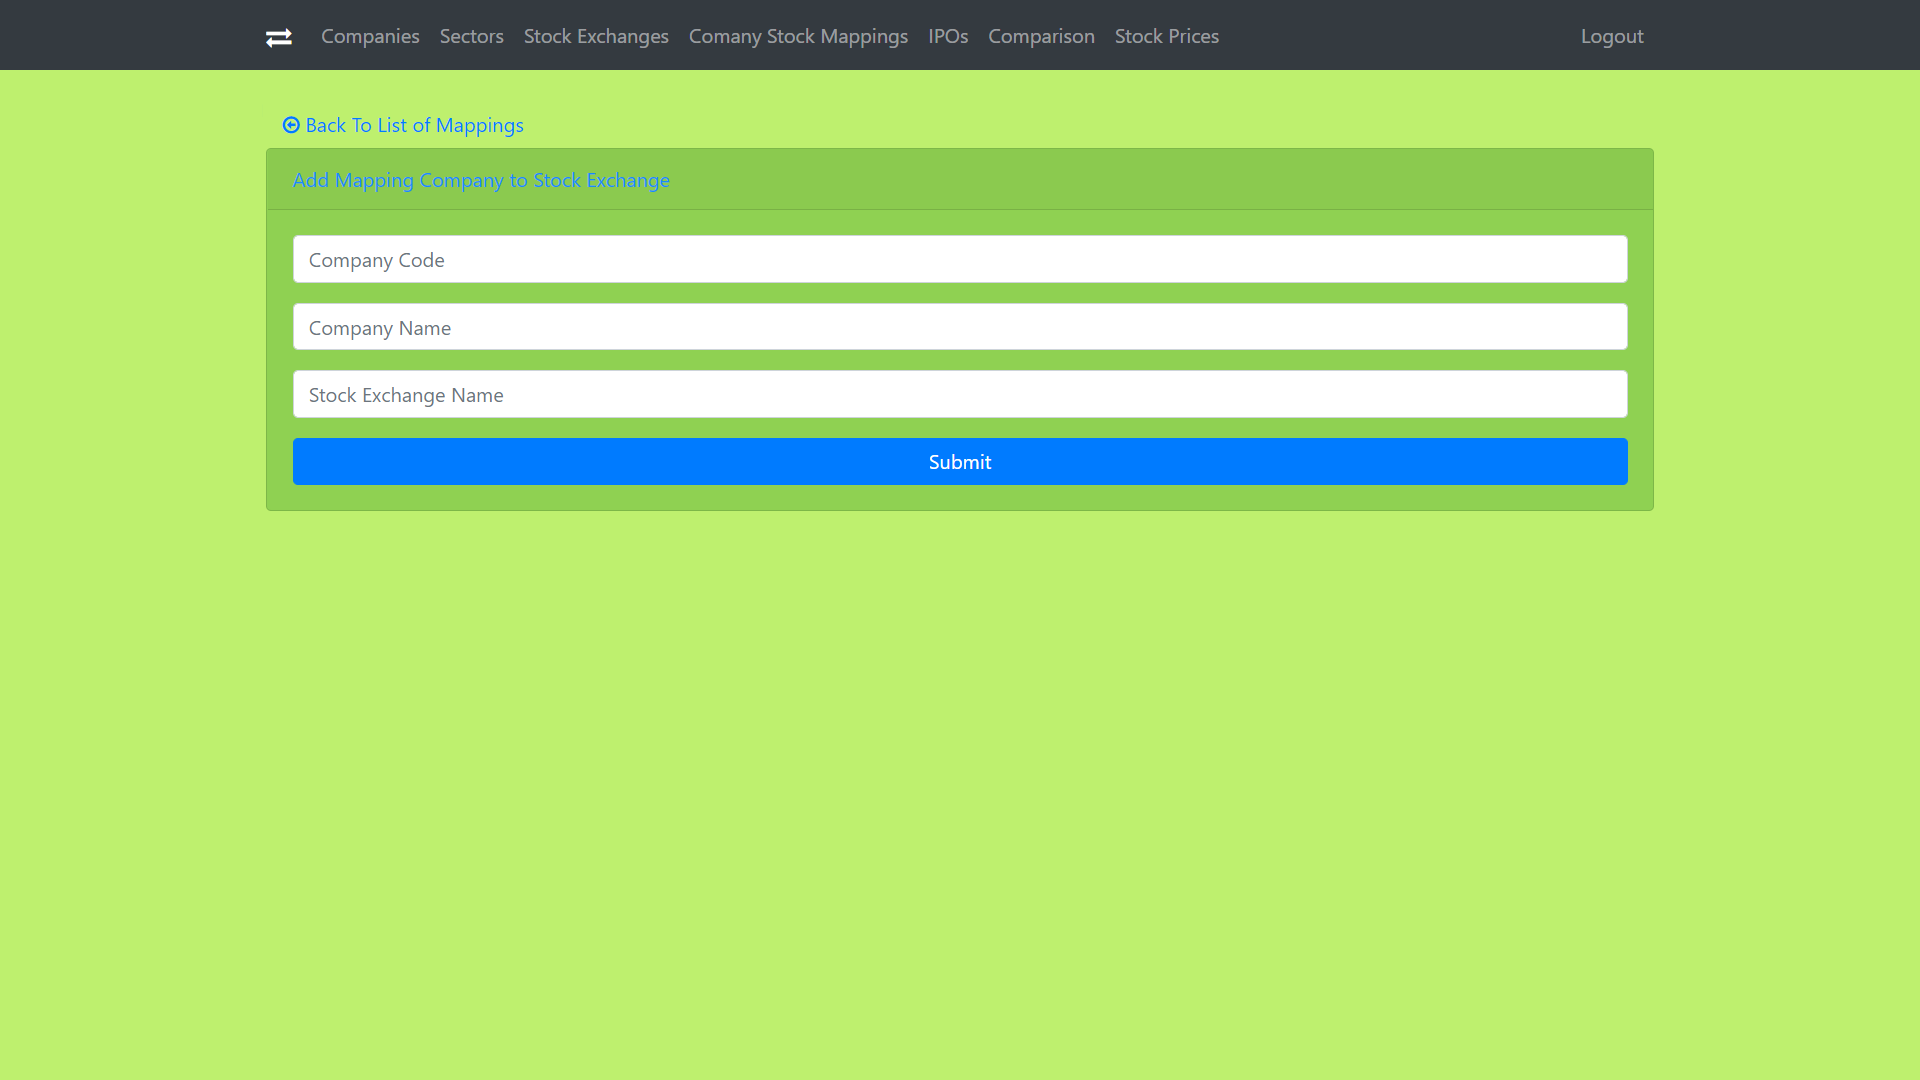 Companies Sectors Stock Exchanges Comany Stock Mappings IPOs Comparison Stock Prices Logout
Back To List of Mappings
Add Mapping Company to Stock Exchange
Company Code
Company Name
Stock Exchange Name
Submit